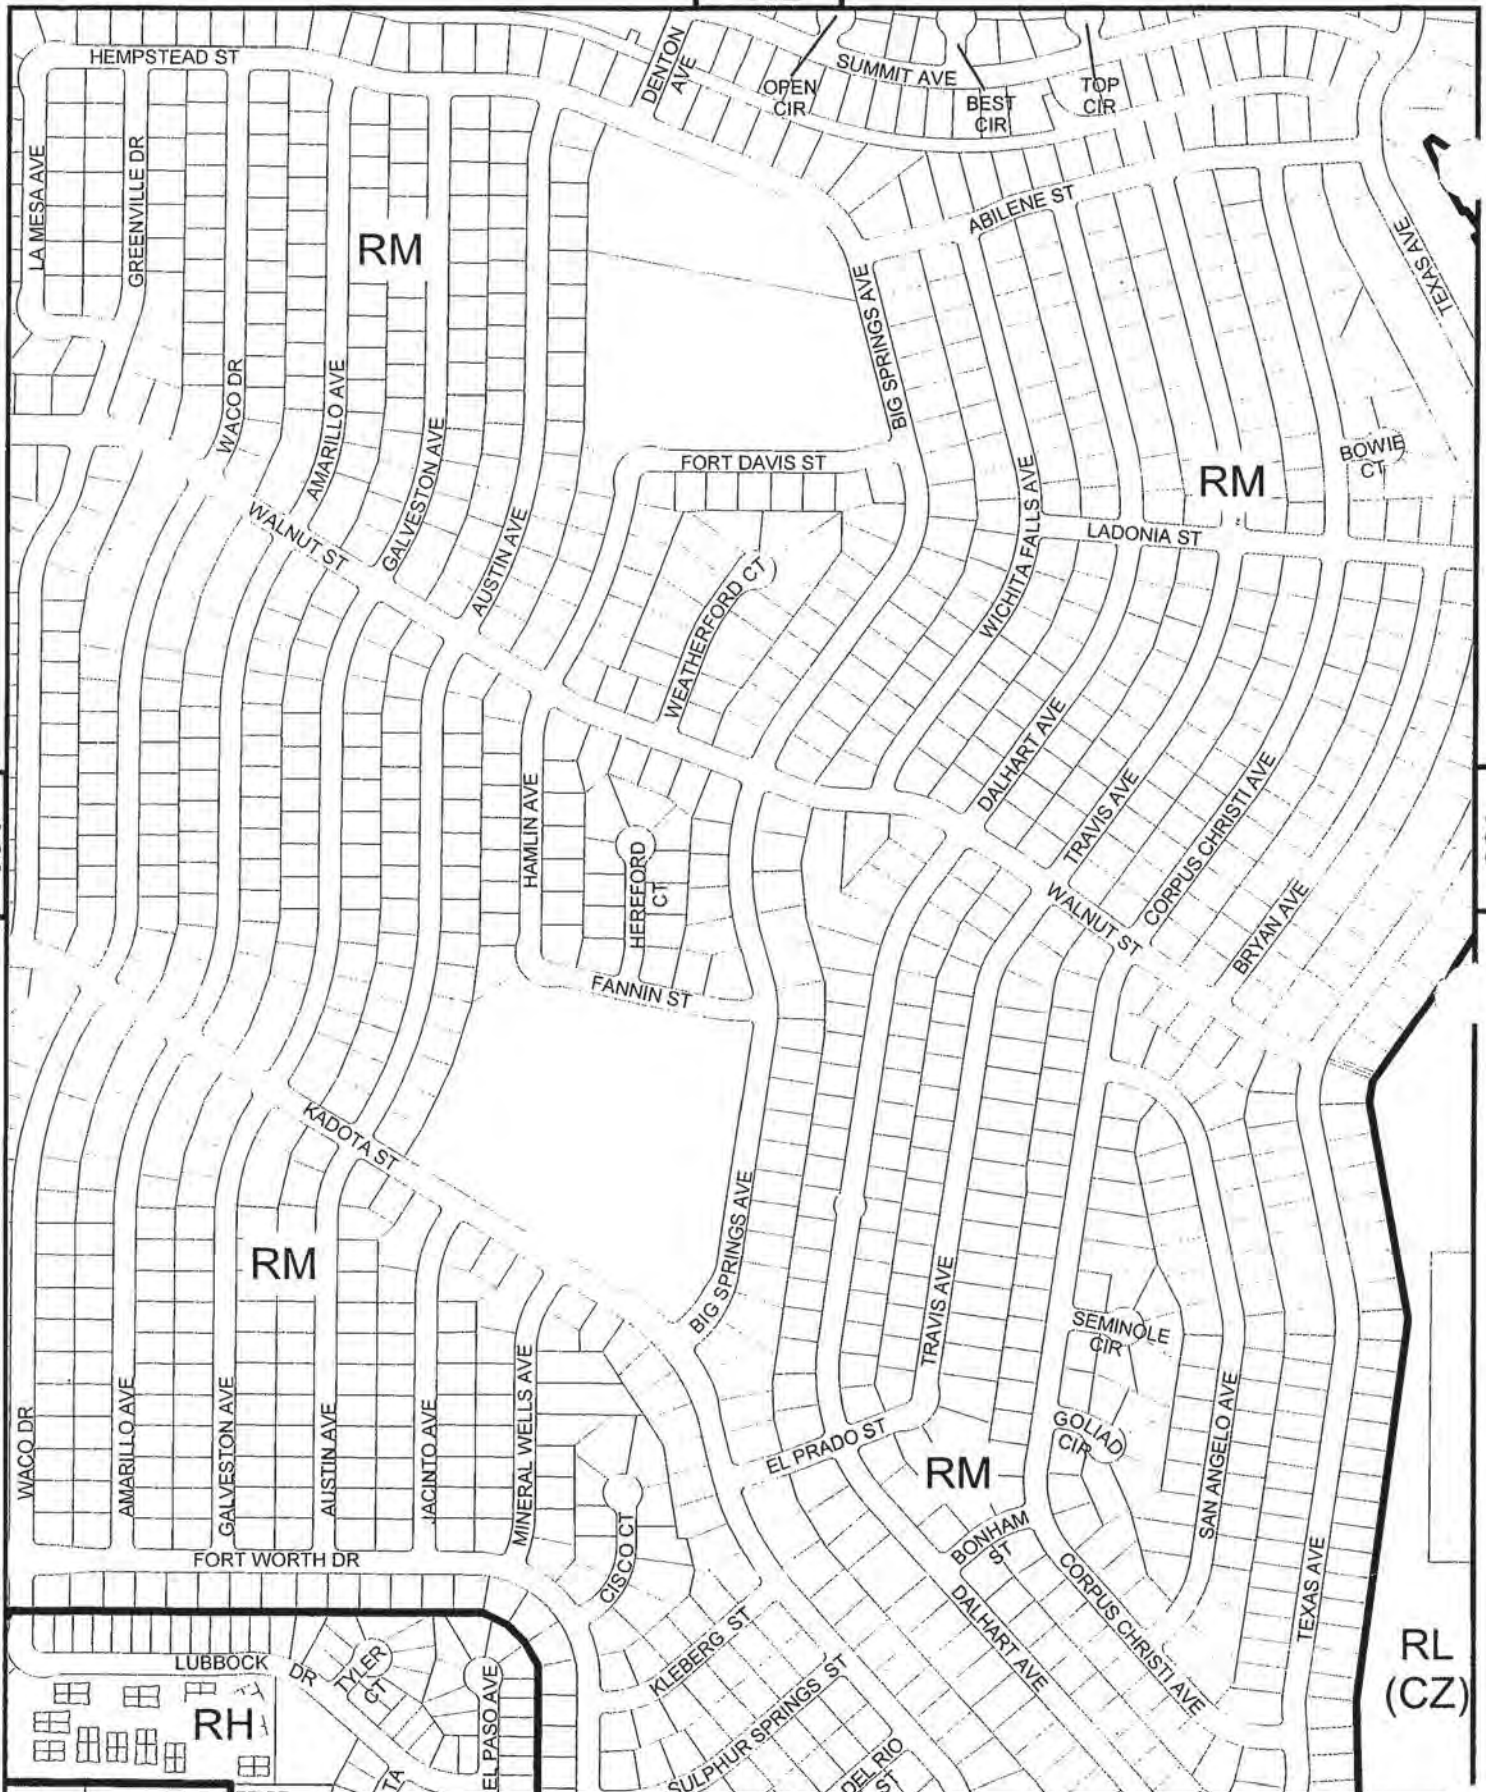 HEMPSTEAD ST
DENTON
AVE
OPEN
CIR
SUMMIT AVE
BEST
CIR
TOP
CIR
LA MESA AVE
GREENVILLE DR
RM
ABILENE ST
TEXAS AVE
BIG SPRINGS AVE
WACO DR
AMARILLO AVE
GALVESTON AVE
FORT DAVIS ST
RM
BOWIE
CT
WALNUT ST
AUSTIN AVE
WICHITA FALLS AVE
LADONIA ST
WEATHERFORD CT
DALHART AVE
TRAVIS AVE
CORPUS CHRISTI AVE
HAMLIN AVE
HEREFORD
CT
WALNUT ST
BRYAN AVE
FANNIN ST
KADOTA ST
RM
BIG SPRINGS AVE
TRAVIS AVE
SEMINOLE
CIR
WACO DR
AMARILLO AVE
GALVESTON AVE
AUSTIN AVE
JACINTO AVE
MINERAL WELLS AVE
EL PRADO ST
GOLIAD
CIR
RM
SAN ANGELO AVE
FORT WORTH DR
CISCO CT
BONHAM
ST
CORPUS CHRISTI AVE
TEXAS AVE
DALHART AVE
KLEBERG ST
LUBBOCK DR
TYLER
CT
EL PASO AVE
RH
SULPHUR SPRINGS ST
DEL RIO
ST
RL
(CZ)
TA